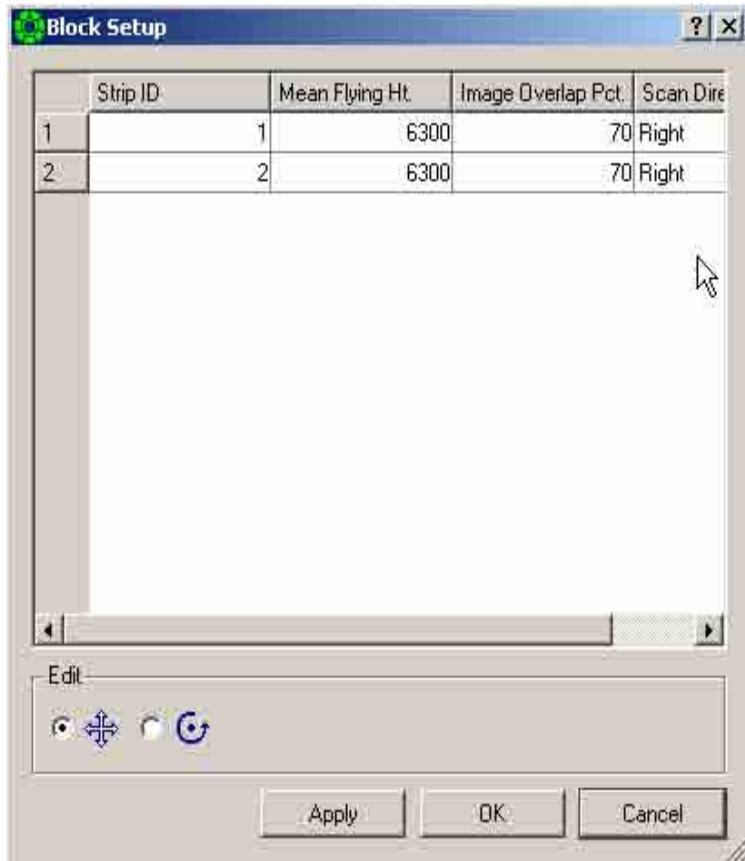 Block Setup
Strip ID Mean Flying Ht. Image Overlap Pct. Scan Dire
1 1 6300 70 Right
2 2 6300 70 Right
Edit
Apply OK Cancel